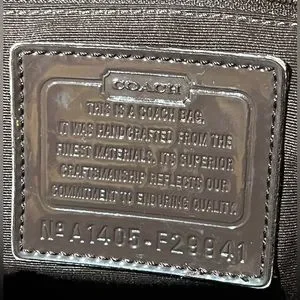 COACH
THIS IS A COACH BAG.
IT WAS HANDCRAFTED FROM THE
FINEST MATERIALS. ITS SUPERIOR
CRAFTSMANSHIP REFLECTS OUR
COMMITMENT TO ENDURING QUALITY.
Nº A1405-F29941